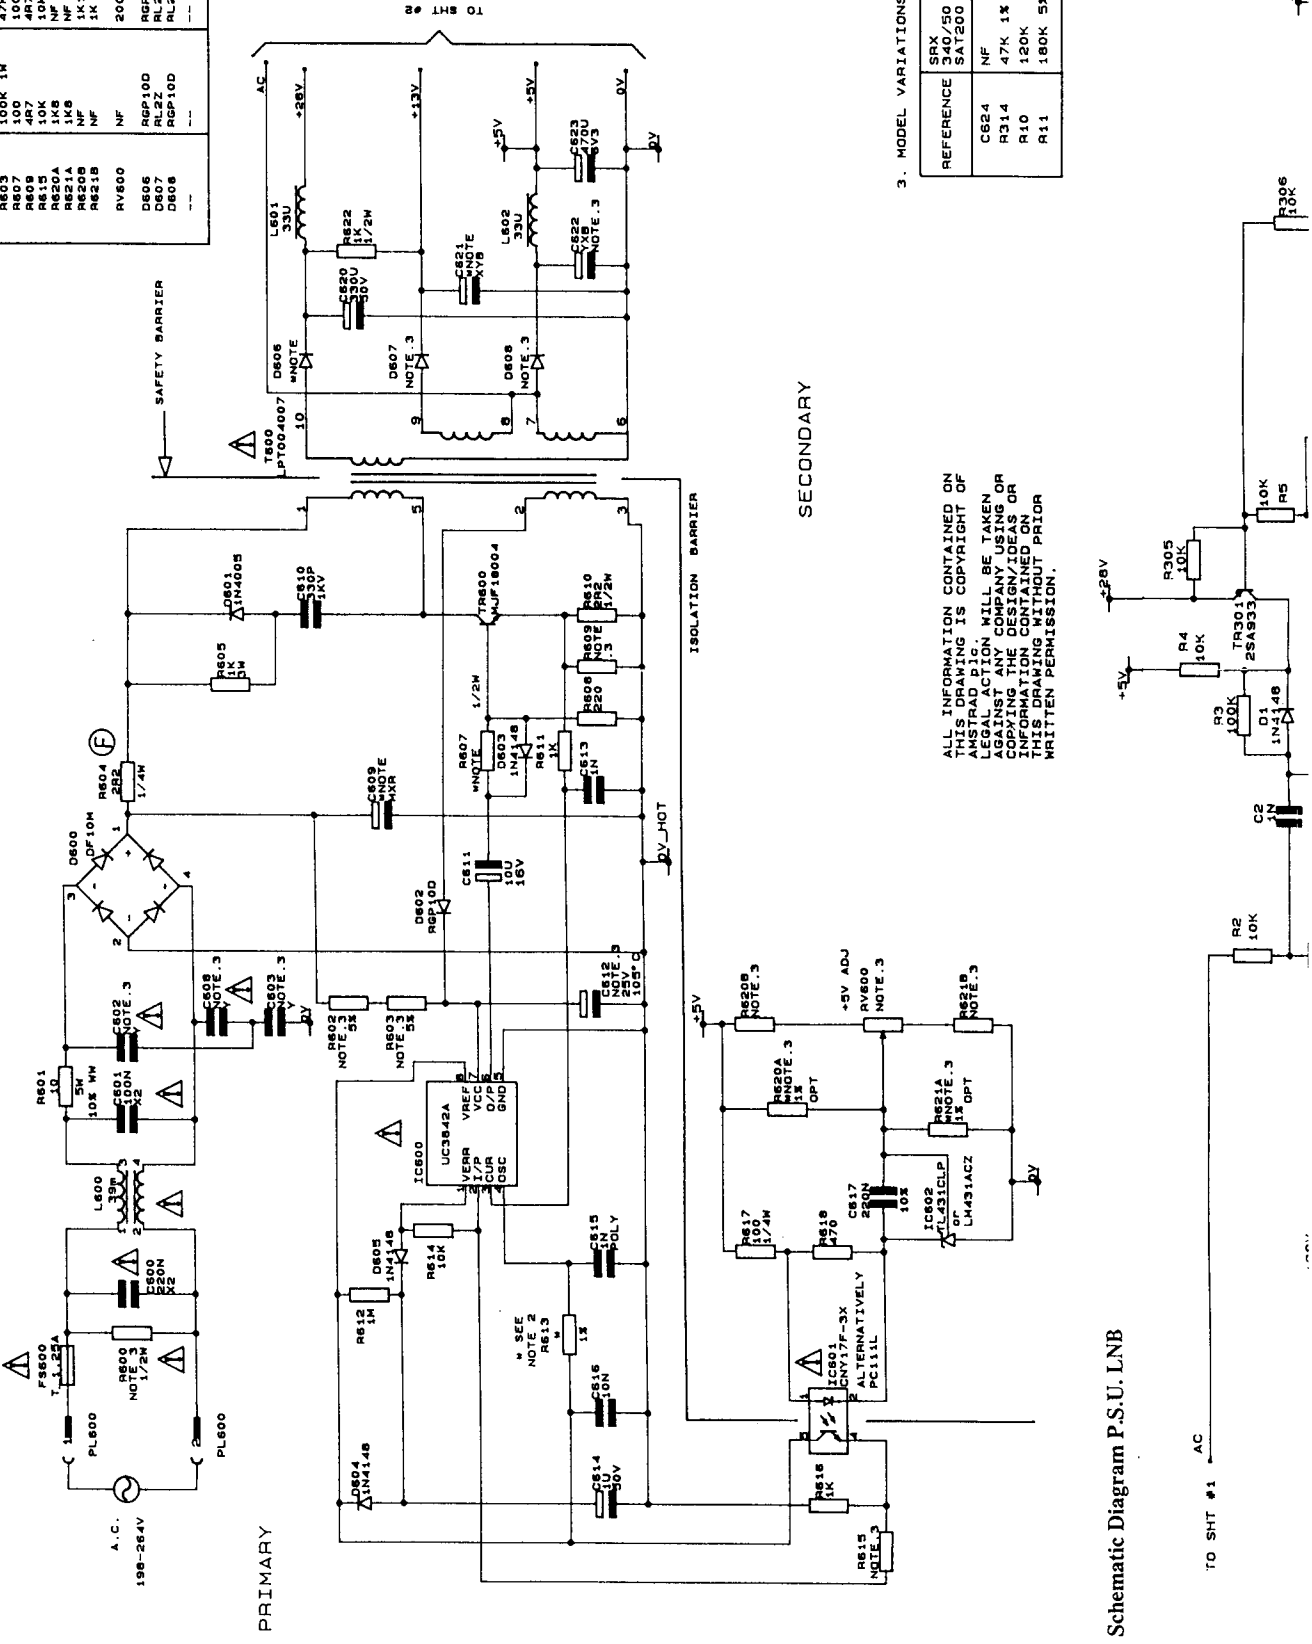 PRIMARY
A.C.
198-264V
PL600
PL600
FS600
T 1.25A
R600
NOTE.3
1/2W
C600
220N
X2
L600
39m
R601
10
5W
10% WW
C601
100N
X2
C602
NOTE.3
Y
C608
NOTE.3
Y
C603
NOTE.3
Y
0V
D600
DF10M
R604
2R2
1/4W
F
R605
1K
3W
D601
1N4005
C610
330P
1KV
SAFETY BARRIER
T600
LPT004007
D604
1N4148
R612
1M
D605
1N4148
R614
10K
IC600
UC3842A
VERR
I/P
CUR
OSC
VREF
VCC
O/P
GND
R602
NOTE.3
5%
R603
NOTE.3
5%
C609
*NOTE
MXR
D602
RGP10D
C611
10U
16V
R607
*NOTE
1/2W
D603
1N4148
R611
1K
C613
1N
R608
220
R609
NOTE
.3
R610
2R2
1/2W
TR600
MJF18004
C612
NOTE.3
25V
105°C
0V_HOT
C614
1U
50V
C616
10N
* SEE
NOTE 2
R613
*
1%
C615
1N
POLY
R615
NOTE.3
R616
1K
IC601
CNY17F-3X
ALTERNATIVELY
PC111L
R617
100
1/4W
R618
470
C617
220N
10%
IC602
TL431CLP
or
LM431ACZ
R620A
*NOTE.3
1%
OPT
R621A
*NOTE.3
1%
OPT
+5V
R620B
NOTE.3
+5V ADJ
RV600
NOTE.3
R621B
NOTE.3
0V
ISOLATION BARRIER
SECONDARY
D606
*NOTE
D607
NOTE.3
D608
NOTE.3
C620
330U
50V
R622
1K
1/2W
C621
*NOTE
XYB
C622
YXB
NOTE.3
L601
33U
L602
33U
C623
470U
6V3
+5V
0V
AC
+28V
+13V
+5V
0V
TO SHT #2
R603 100K 1W
R607 100
R609 4R7
R615 10K
R620A 1K8
R621A 1K8
R620B NF
R621B NF
RV600 NF
D606 RGP10D
D607 RL2Z
D608 RGP10D
-- --
3. MODEL VARIATIONS
REFERENCE
SRX
340/50
SAT200
C624 NF
R314 47K 1%
R10 120K
R11 180K
ALL INFORMATION CONTAINED ON
THIS DRAWING IS COPYRIGHT OF
AMSTRAD plc.
LEGAL ACTION WILL BE TAKEN
AGAINST ANY COMPANY USING OR
COPYING THE DESIGN/IDEAS OR
INFORMATION CONTAINED ON
THIS DRAWING WITHOUT PRIOR
WRITTEN PERMISSION.
Schematic Diagram P.S.U. LNB
TO SHT #1
AC
R2
10K
C2
1N
R3
100K
D1
1N4148
+5V
R4
10K
TR301
2SA933
+28V
R305
10K
10K
R5
R306
10K